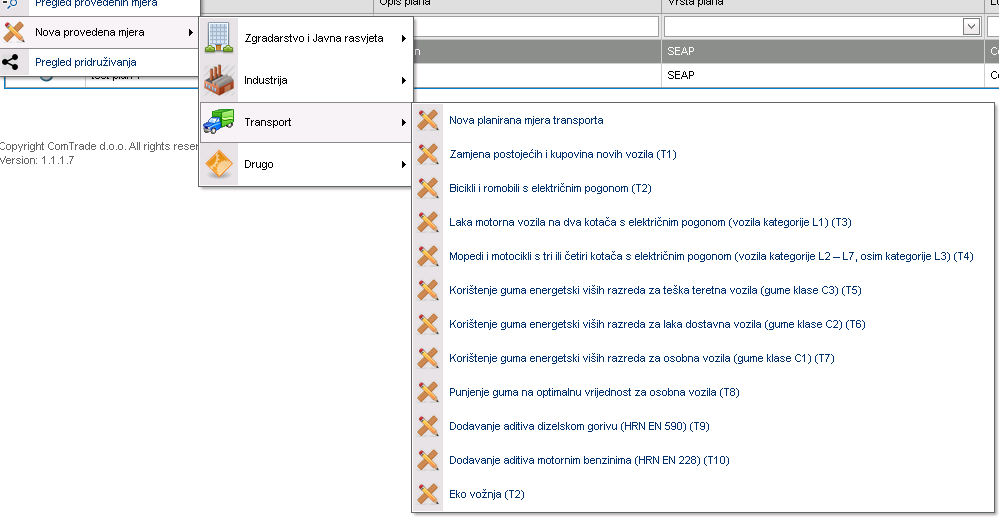 Pregled provedenih mjera
Opis plana
Vrsta plana
Nova provedena mjera
Zgradarstvo i Javna rasvjeta
n
SEAP
Pregled pridruživanja
Industrija
SEAP
Transport
Nova planirana mjera transporta
Copyright ComTrade d.o.o. All rights reser
Version: 1.1.1.7
Drugo
Zamjena postojećih i kupovina novih vozila (T1)
Bicikli i romobili s električnim pogonom (T2)
Laka motorna vozila na dva kotača s električnim pogonom (vozila kategorije L1) (T3)
Mopedi i motocikli s tri ili četiri kotača s električnim pogonom (vozila kategorije L2 – L7, osim kategorije L3) (T4)
Korištenje guma energetski viših razreda za teška teretna vozila (gume klase C3) (T5)
Korištenje guma energetski viših razreda za laka dostavna vozila (gume klase C2) (T6)
Korištenje guma energetski viših razreda za osobna vozila (gume klase C1) (T7)
Punjenje guma na optimalnu vrijednost za osobna vozila (T8)
Dodavanje aditiva dizelskom gorivu (HRN EN 590) (T9)
Dodavanje aditiva motornim benzinima (HRN EN 228) (T10)
Eko vožnja (T2)